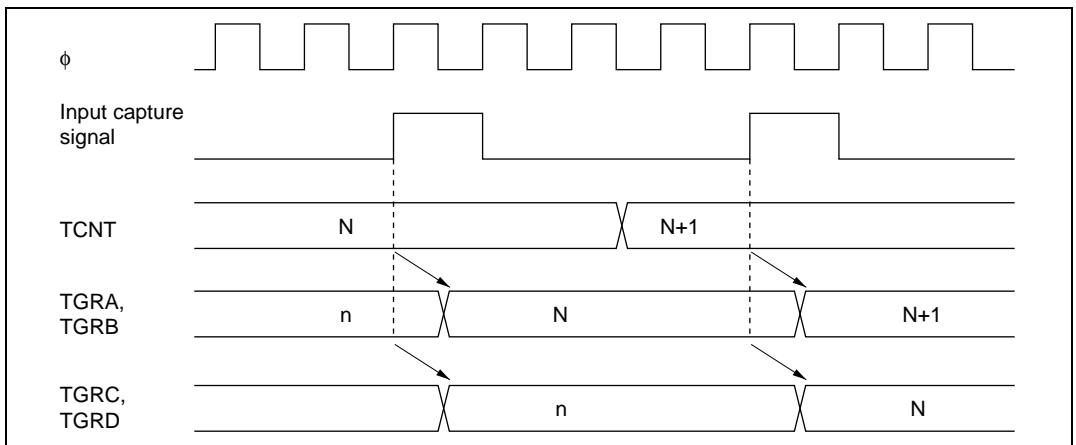 ϕ
Input capture
signal
TCNT N N+1
TGRA,
TGRB n N N+1
TGRC,
TGRD n N